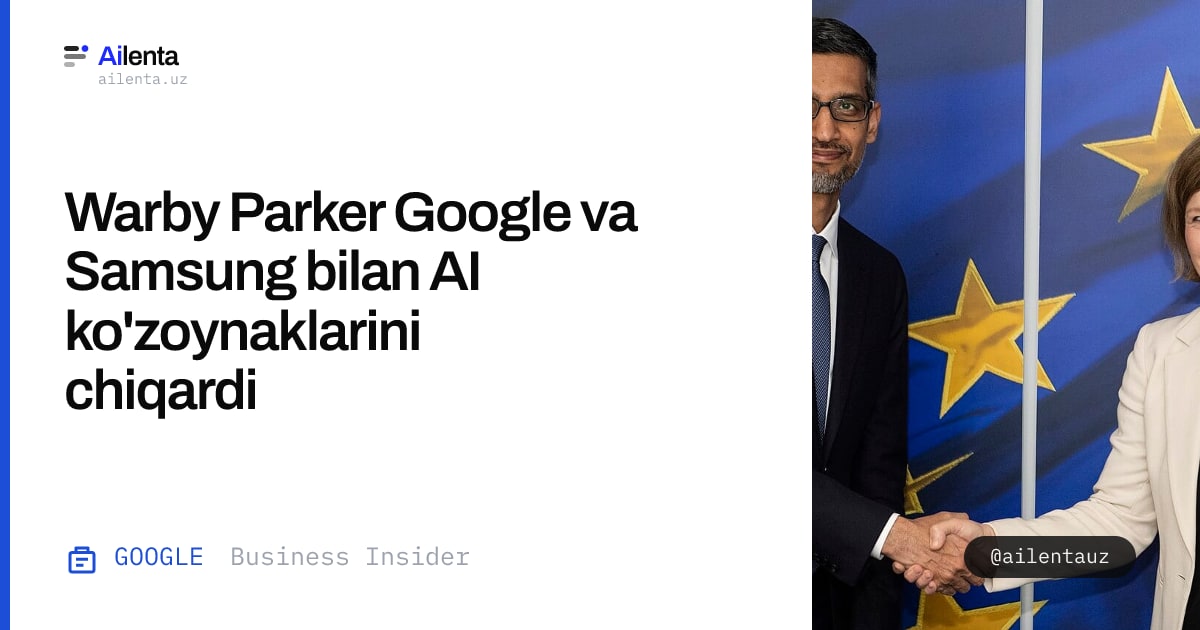 Ailenta
ailenta.uz
Warby Parker Google va
Samsung bilan AI
ko'zoynaklarini
chiqardi
GOOGLE Business Insider
@ailentauz